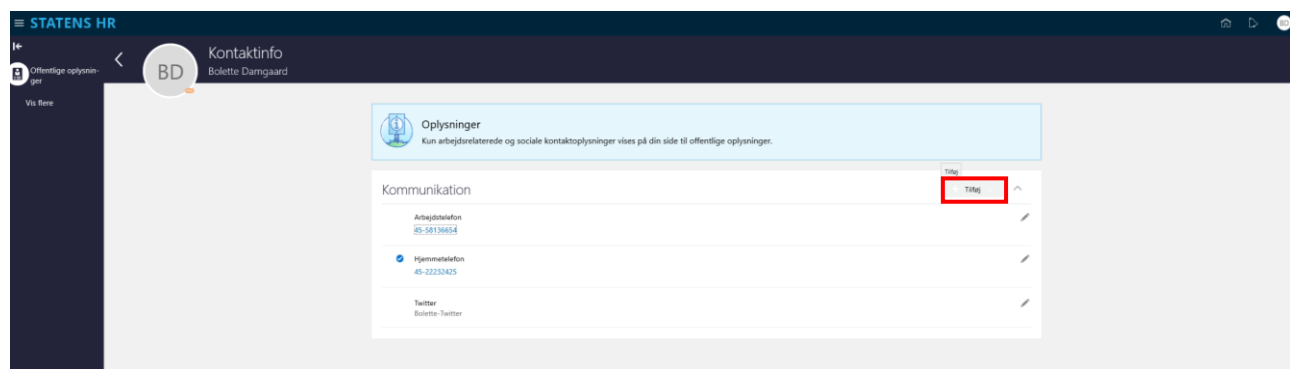 STATENS HR
BD
Offentlige oplysnin-
ger
Vis flere
BD
Kontaktinfo
Bolette Damgaard
Oplysninger
Kun arbejdsrelaterede og sociale kontaktoplysninger vises på din side til offentlige oplysninger.
Tilføj
Kommunikation
Tilføj
Arbejdstelefon
45-58136654
Hjemmetelefon
45-22232425
Twitter
Bolette-Twitter